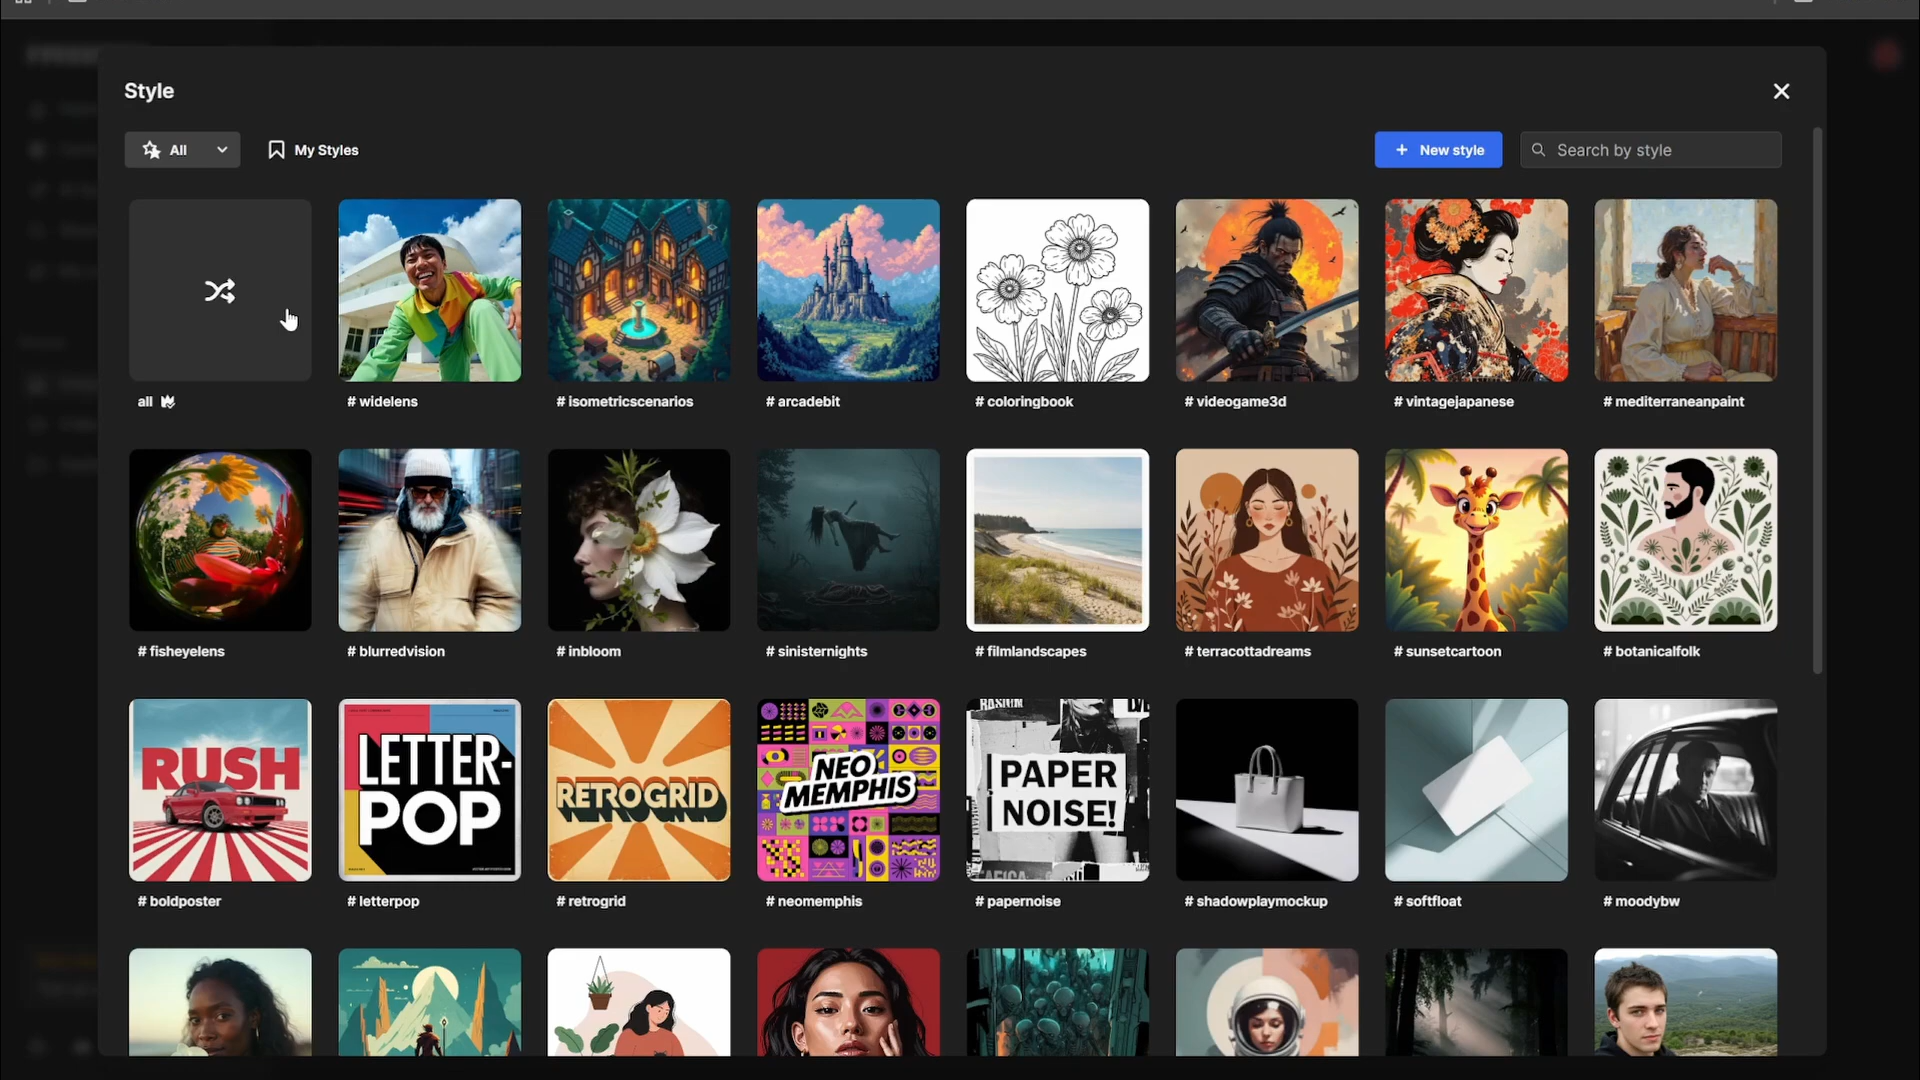 Style
All
My Styles
+ New style
Search by style
all
# widelens
# isometricscenarios
# arcadebit
# coloringbook
# videogame3d
# vintagejapanese
# mediterraneanpaint
# fisheyelens
# blurredvision
# inbloom
# sinisternights
# filmlandscapes
# terracottadreams
# sunsetcartoon
# botanicalfolk
RUSH
LETTER-
POP
RETROGRID
NEO
MEMPHIS
PAPER
NOISE!
# boldposter
# letterpop
# retrogrid
# neomemphis
# papernoise
# shadowplaymockup
# softfloat
# moodybw